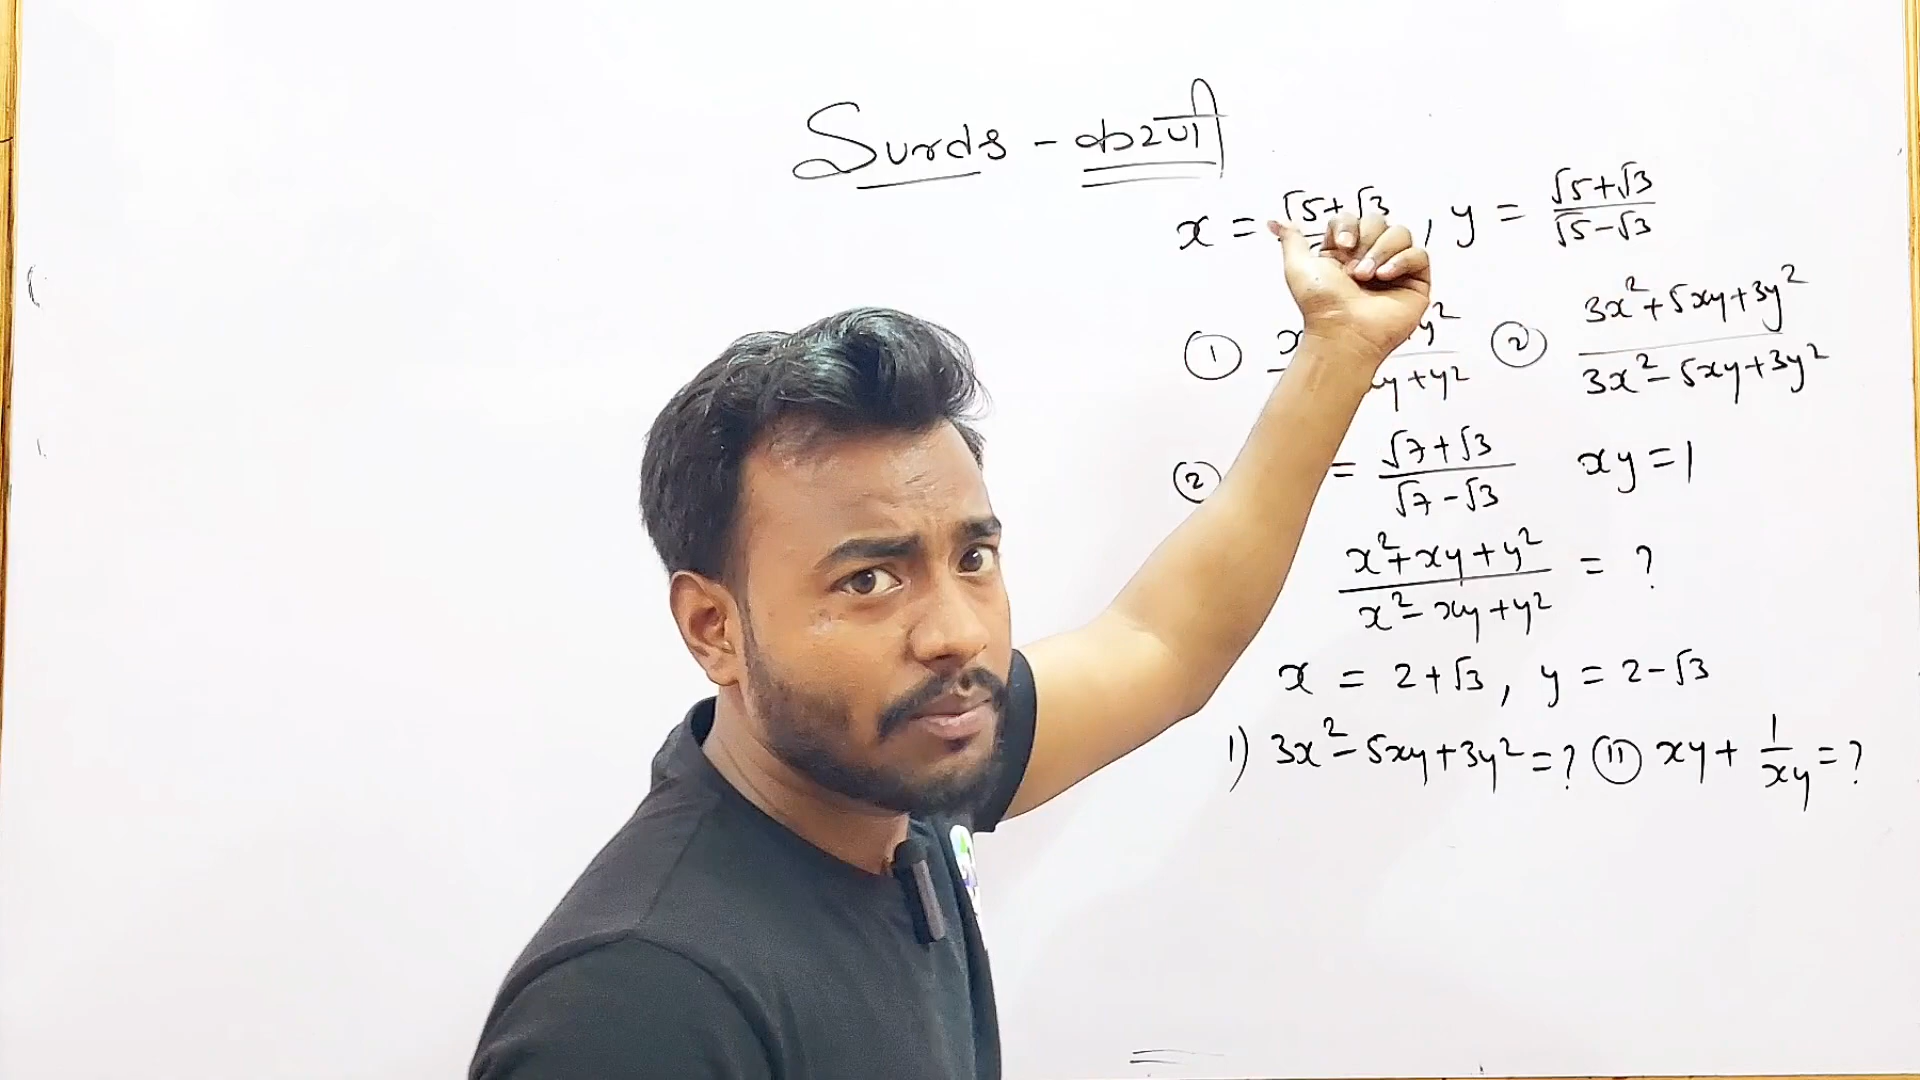 Surds - करणी
x = √5+√3 , y = (√5+√3)/(√5-√3)
① x y² / y+y² ② (3x²+5xy+3y²)/(3x²-5xy+3y²)
② = (√7+√3)/(√7-√3) xy=1
(x²+xy+y²)/(x²-xy+y²) = ?
x = 2+√3, y = 2-√3
1) 3x²-5xy+3y²=? ⑪ xy+1/xy=?